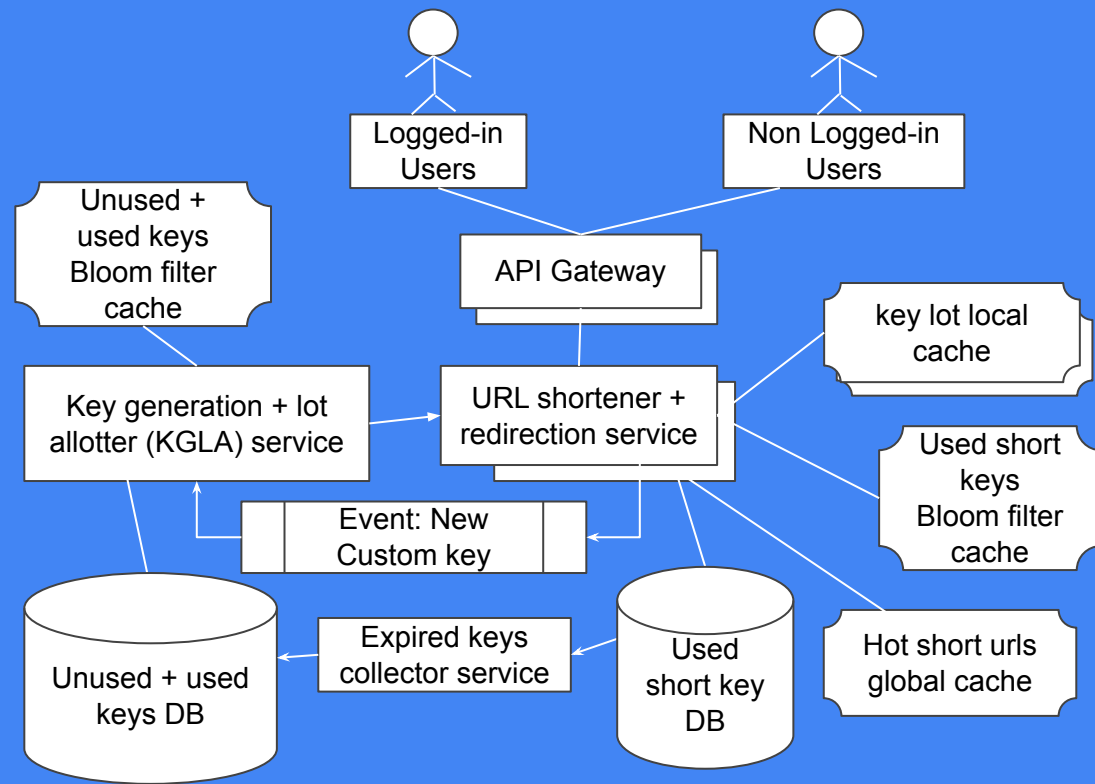 Logged-in
Users
Non Logged-in
Users
Unused +
used keys
Bloom filter
cache
API Gateway
key lot local
cache
Key generation + lot
allotter (KGLA) service
URL shortener +
redirection service
Used short
keys
Bloom filter
cache
Event: New
Custom key
Expired keys
collector service
Unused + used
keys DB
Used
short key
DB
Hot short urls
global cache